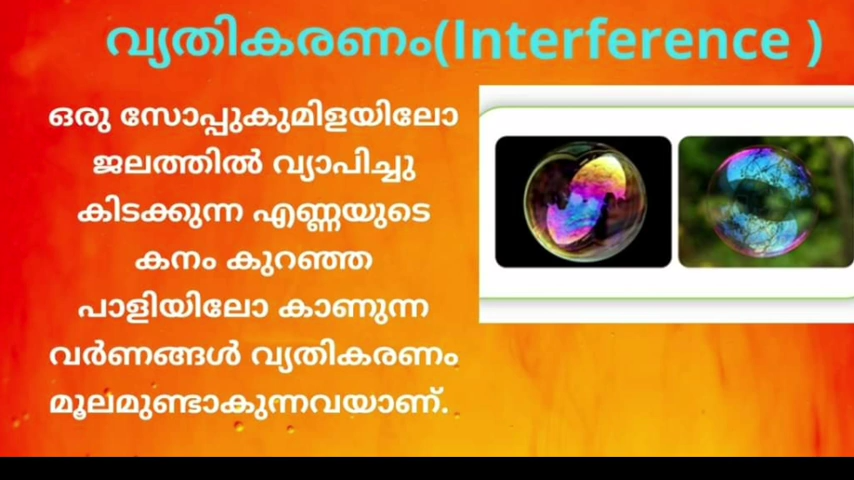 വ്യതികരണം(Interference )
ഒരു സോപ്പുകുമിളയിലോ
ജലത്തിൽ വ്യാപിച്ചു
കിടക്കുന്ന എണ്ണയുടെ
കനം കുറഞ്ഞ
പാളിയിലോ കാണുന്ന
വർണങ്ങൾ വ്യതികരണം
മൂലമുണ്ടാകുന്നവയാണ്.